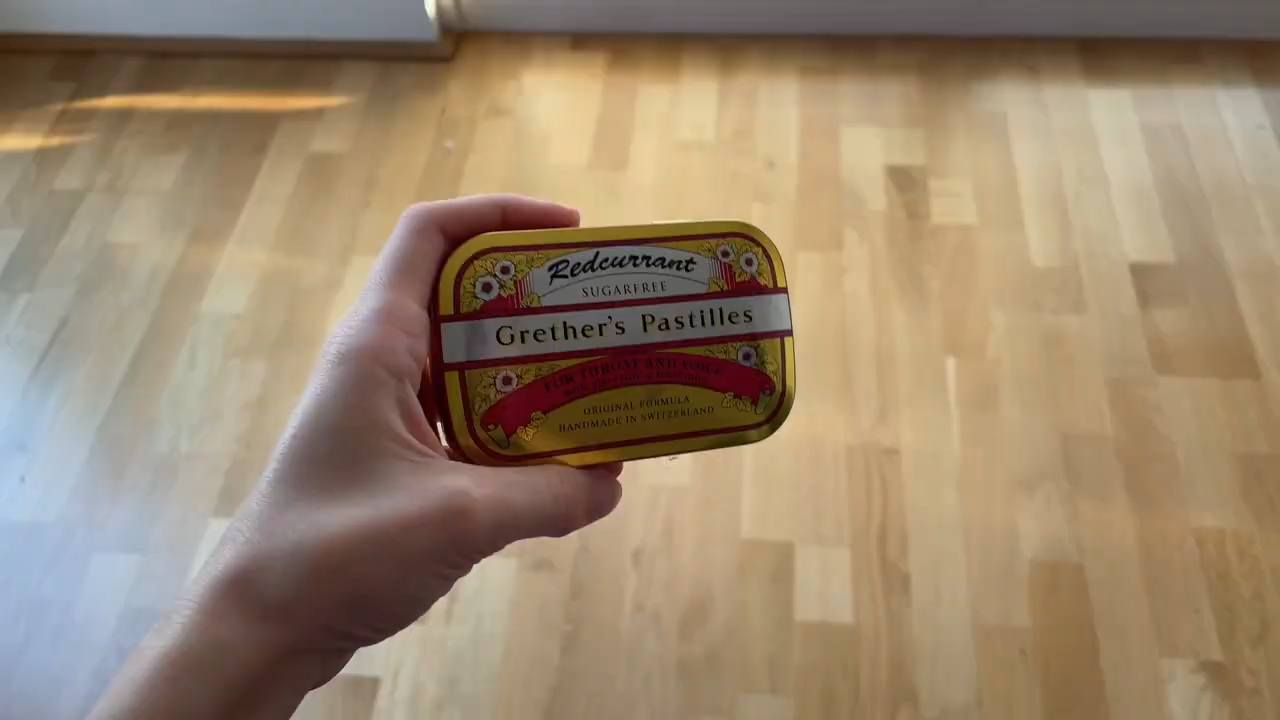 Redcurrant
SUGARFREE
Grether's Pastilles
FOR THROAT AND VOICE
ORIGINAL FORMULA
HANDMADE IN SWITZERLAND